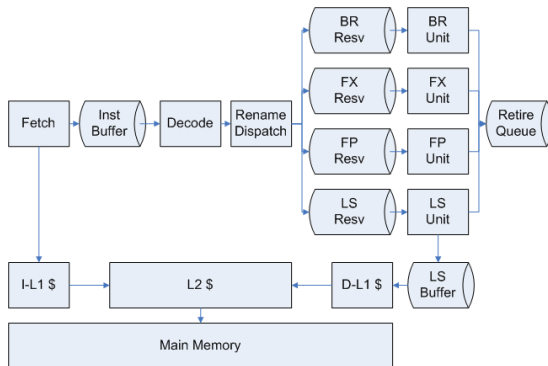 BR
Resv
BR
Unit
FX
Resv
FX
Unit
Fetch
Inst
Buffer
Decode
Rename
Dispatch
FP
Resv
FP
Unit
Retire
Queue
LS
Resv
LS
Unit
I-L1 $
L2 $
D-L1 $
LS
Buffer
Main Memory